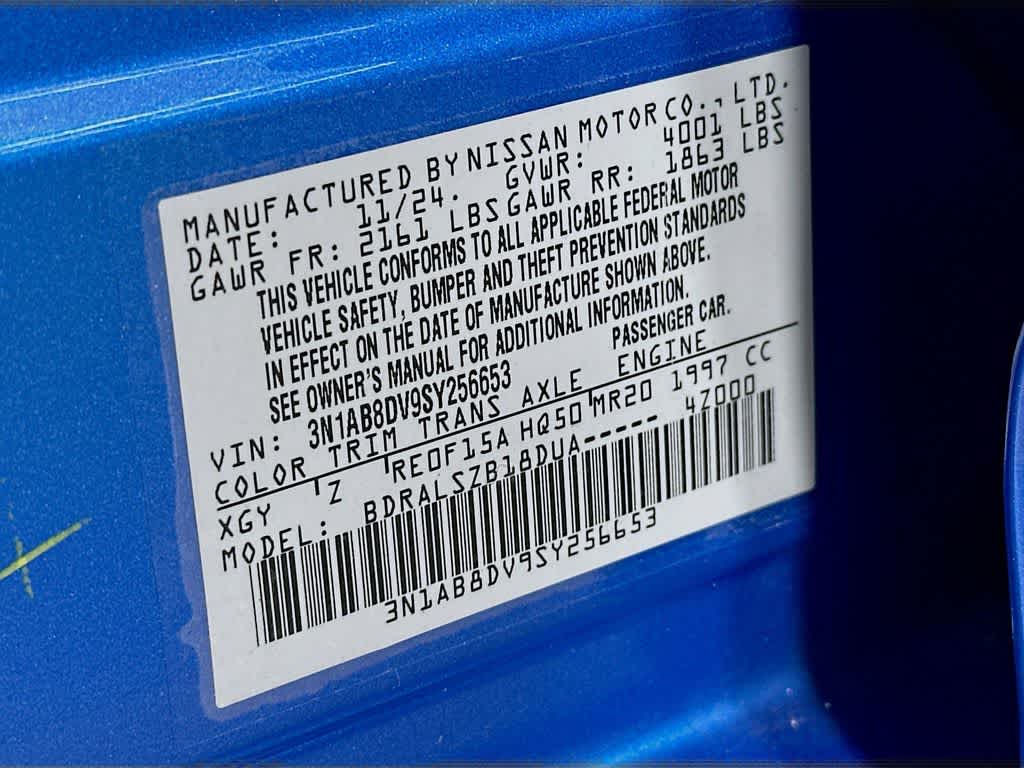 MANUFACTURED BY NISSAN MOTOR CO., LTD.
DATE: 11/24. GVWR: 4001 LBS
GAWR FR: 2161 LBS GAWR RR: 1863 LBS
THIS VEHICLE CONFORMS TO ALL APPLICABLE FEDERAL MOTOR
VEHICLE SAFETY, BUMPER AND THEFT PREVENTION STANDARDS
IN EFFECT ON THE DATE OF MANUFACTURE SHOWN ABOVE.
SEE OWNER'S MANUAL FOR ADDITIONAL INFORMATION.
VIN: 3N1AB8DV9SY256653 PASSENGER CAR.
COLOR TRIM TRANS AXLE ENGINE
XGY Z RE0F15A HQ50 MR20 1997 CC
MODEL: BDRALSZB18DUA----- 4Z000
3N1AB8DV9SY256653